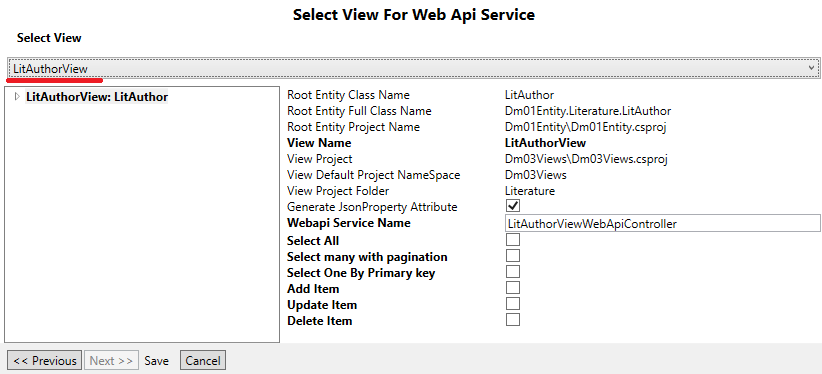 Select View For Web Api Service
Select View
LitAuthorView
LitAuthorView: LitAuthor
Root Entity Class Name LitAuthor
Root Entity Full Class Name Dm01Entity.Literature.LitAuthor
Root Entity Project Name Dm01Entity\Dm01Entity.csproj
View Name LitAuthorView
View Project Dm03Views\Dm03Views.csproj
View Default Project NameSpace Dm03Views
View Project Folder Literature
Generate JsonProperty Attribute
Webapi Service Name LitAuthorViewWebApiController
Select All
Select many with pagination
Select One By Primary key
Add Item
Update Item
Delete Item
<< Previous Next >> Save Cancel